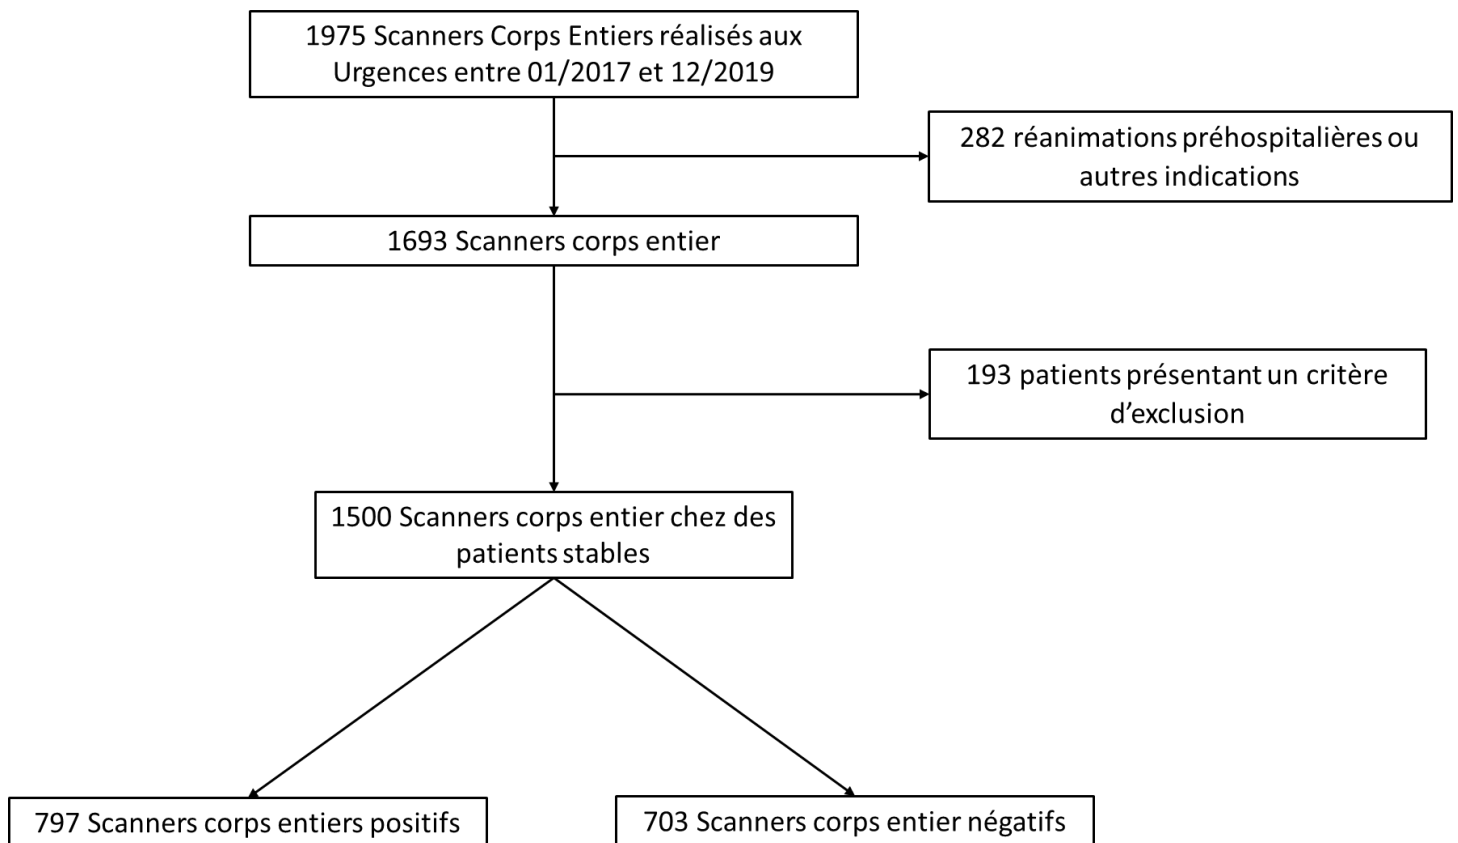 1975 Scanners Corps Entiers réalisés aux
Urgences entre 01/2017 et 12/2019
282 réanimations préhospitalières ou
autres indications
1693 Scanners corps entier
193 patients présentant un critère
d’exclusion
1500 Scanners corps entier chez des
patients stables
797 Scanners corps entiers positifs
703 Scanners corps entier négatifs